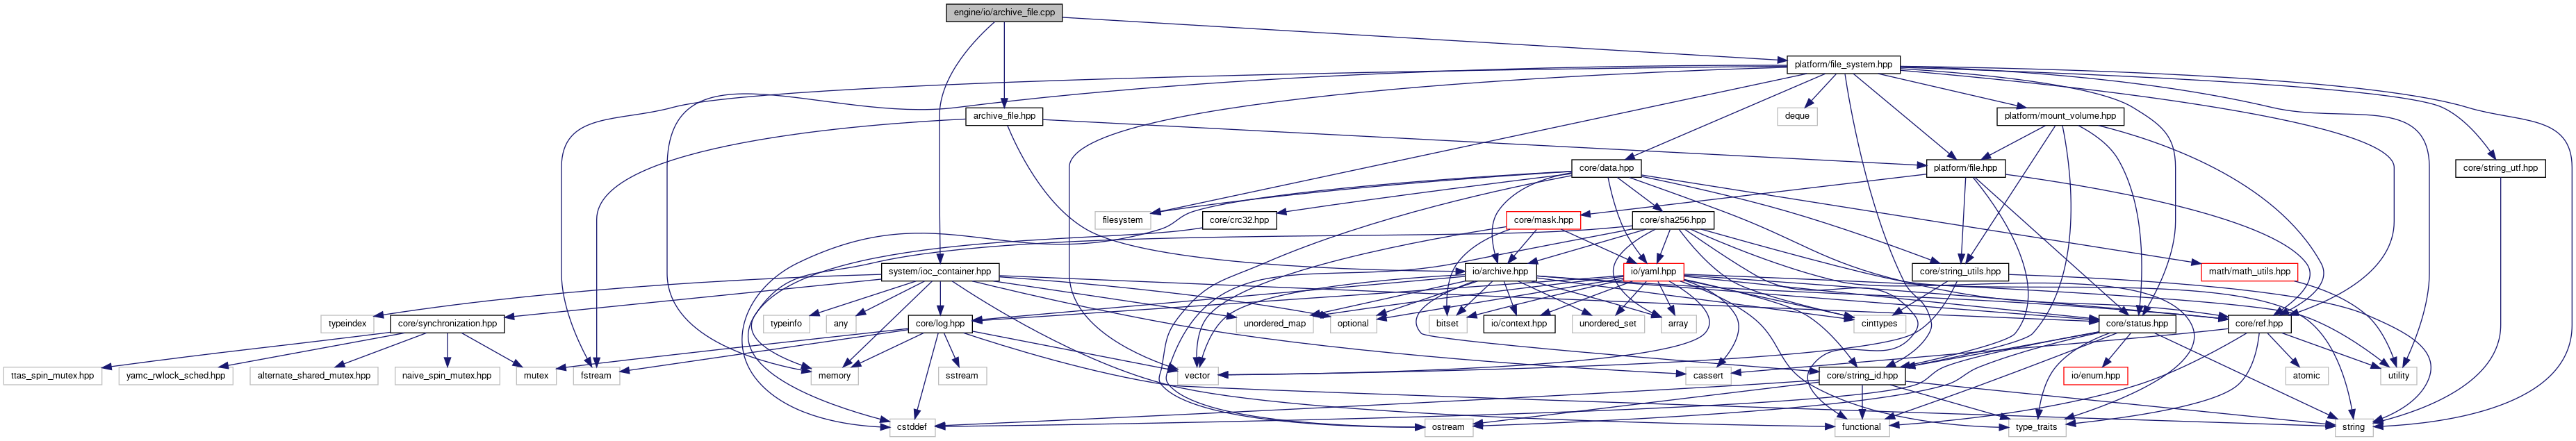 engine/io/archive_file.cpp
platform/file_system.hpp
archive_file.hpp
deque
platform/mount_volume.hpp
core/data.hpp
platform/file.hpp
core/string_utf.hpp
filesystem
core/crc32.hpp
core/mask.hpp
core/sha256.hpp
system/ioc_container.hpp
io/archive.hpp
io/yaml.hpp
core/string_utils.hpp
math/math_utils.hpp
typeindex
core/synchronization.hpp
typeinfo
any
core/log.hpp
unordered_map
optional
bitset
io/context.hpp
unordered_set
array
cinttypes
core/status.hpp
core/ref.hpp
ttas_spin_mutex.hpp
yamc_rwlock_sched.hpp
alternate_shared_mutex.hpp
naive_spin_mutex.hpp
mutex
fstream
memory
sstream
vector
cassert
core/string_id.hpp
io/enum.hpp
atomic
utility
cstddef
ostream
functional
type_traits
string